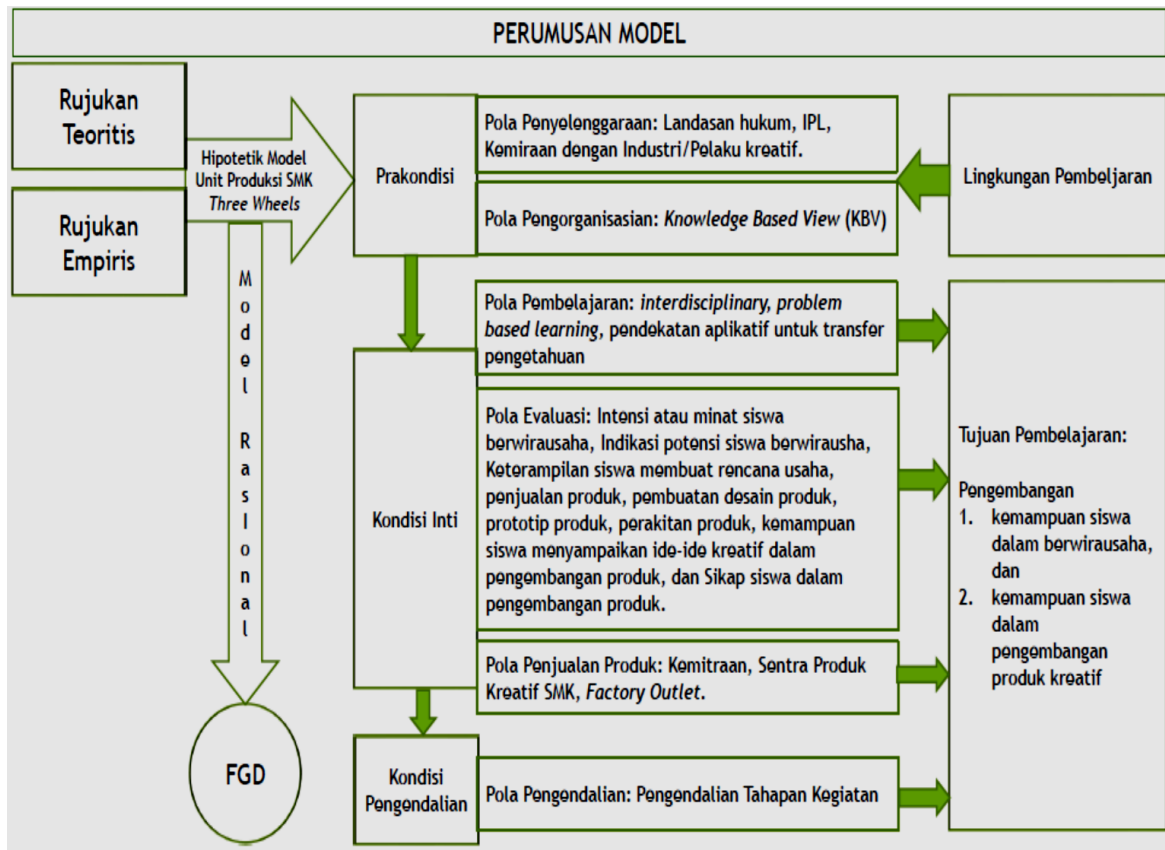 PERUMUSAN MODEL
Rujukan
Teoritis
Rujukan
Empiris
Hipotetik Model
Unit Produksi SMK
Three Wheels
Model Rasional
FGD
Prakondisi
Pola Penyelenggaraan: Landasan hukum, IPL,
Kemiraan dengan Industri/Pelaku kreatif.
Pola Pengorganisasian: Knowledge Based View (KBV)
Lingkungan Pembeljaran
Kondisi Inti
Pola Pembelajaran: interdisciplinary, problem
based learning, pendekatan aplikatif untuk transfer
pengetahuan
Pola Evaluasi: Intensi atau minat siswa
berwirausaha, Indikasi potensi siswa berwirausha,
Keterampilan siswa membuat rencana usaha,
penjualan produk, pembuatan desain produk,
prototip produk, perakitan produk, kemampuan
siswa menyampaikan ide-ide kreatif dalam
pengembangan produk, dan Sikap siswa dalam
pengembangan produk.
Pola Penjualan Produk: Kemitraan, Sentra Produk
Kreatif SMK, Factory Outlet.
Kondisi
Pengendalian
Pola Pengendalian: Pengendalian Tahapan Kegiatan
Tujuan Pembelajaran:
Pengembangan
1. kemampuan siswa
dalam berwirausaha,
dan
2. kemampuan siswa
dalam
pengembangan
produk kreatif